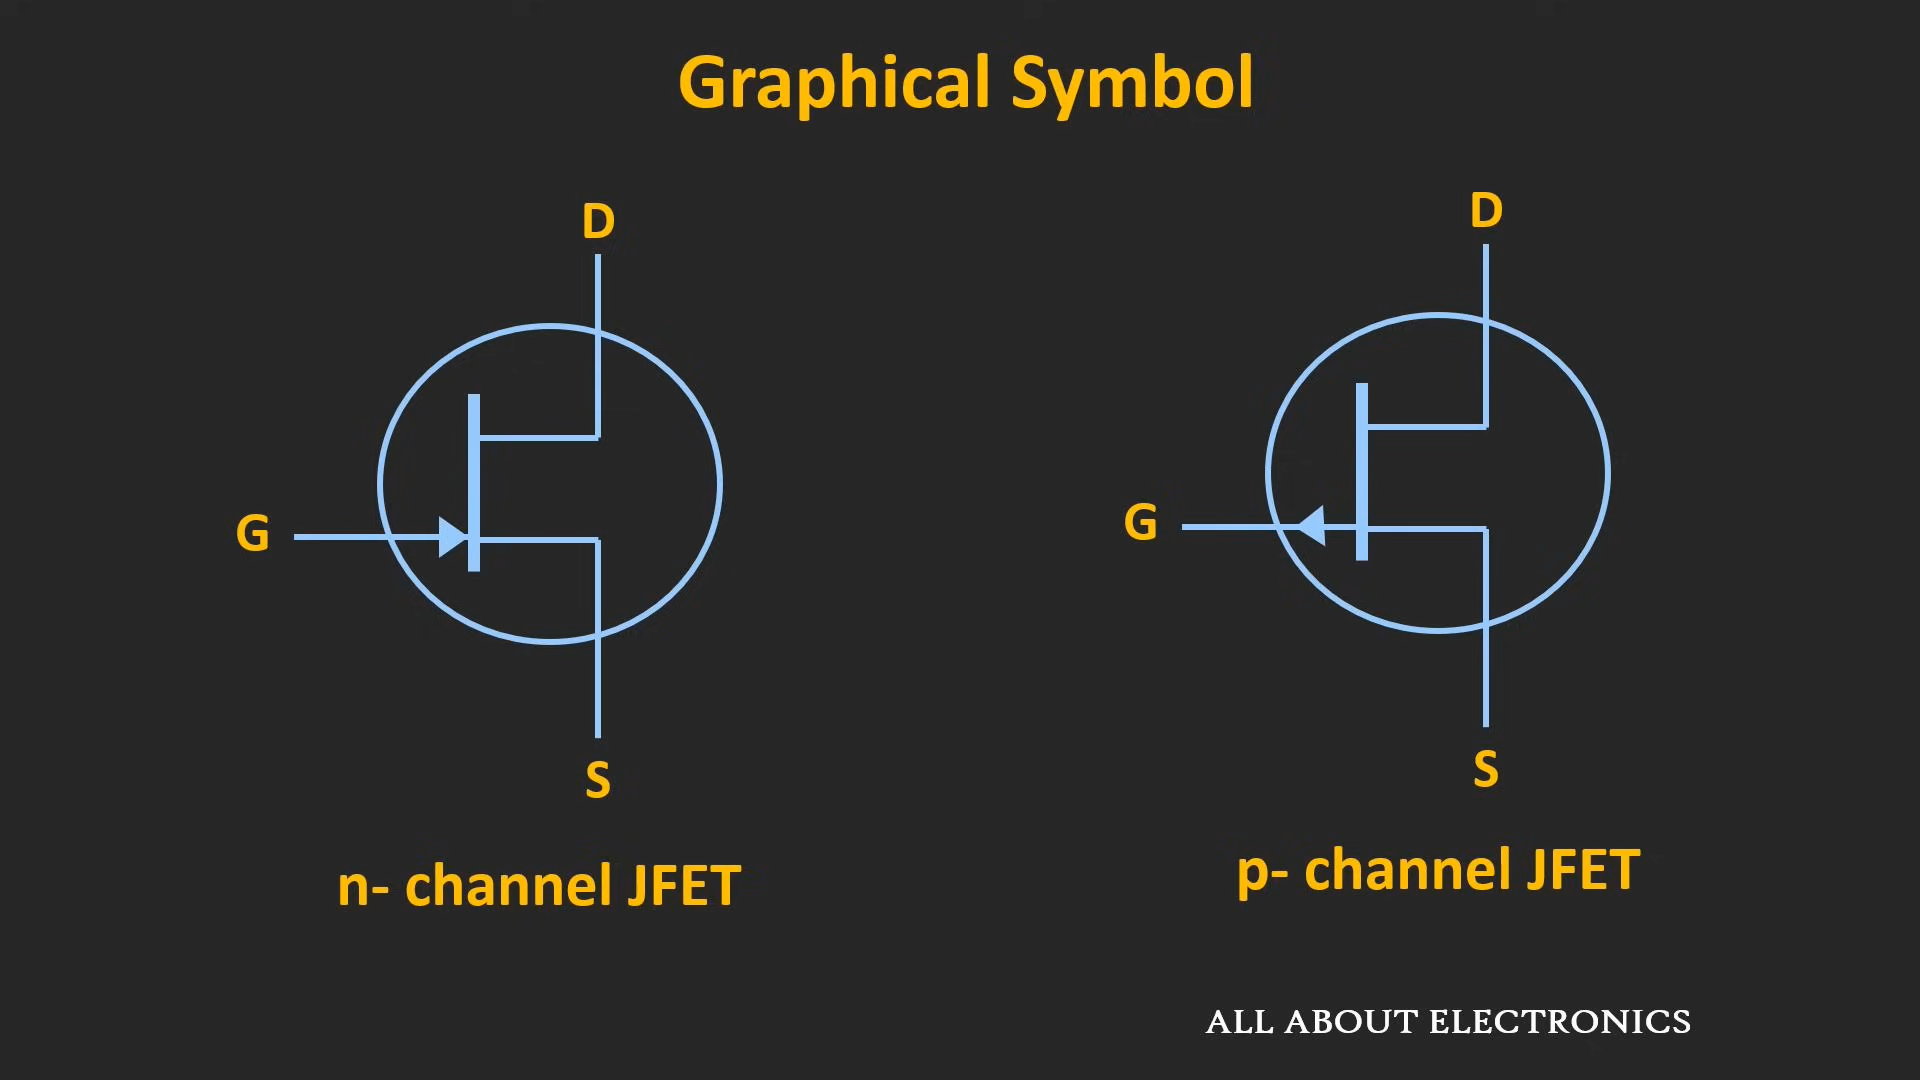 Graphical Symbol
D
G
S
n- channel JFET
D
G
S
p- channel JFET
ALL ABOUT ELECTRONICS